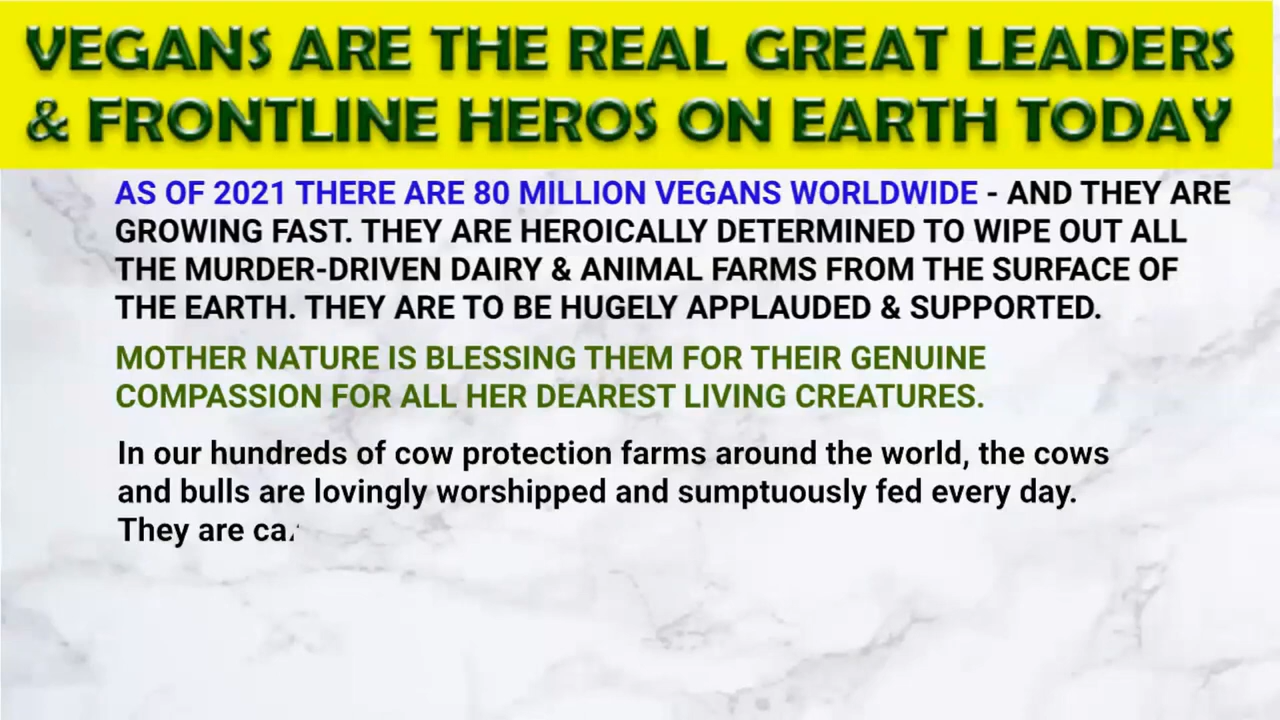 VEGANS ARE THE REAL GREAT LEADERS
& FRONTLINE HEROS ON EARTH TODAY
AS OF 2021 THERE ARE 80 MILLION VEGANS WORLDWIDE - AND THEY ARE
GROWING FAST. THEY ARE HEROICALLY DETERMINED TO WIPE OUT ALL
THE MURDER-DRIVEN DAIRY & ANIMAL FARMS FROM THE SURFACE OF
THE EARTH. THEY ARE TO BE HUGELY APPLAUDED & SUPPORTED.
MOTHER NATURE IS BLESSING THEM FOR THEIR GENUINE
COMPASSION FOR ALL HER DEAREST LIVING CREATURES.
In our hundreds of cow protection farms around the world, the cows
and bulls are lovingly worshipped and sumptuously fed every day.
They are